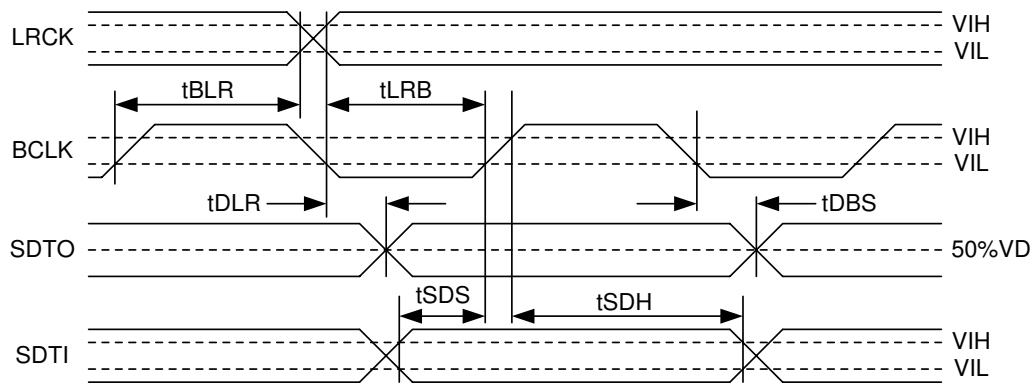 LRCK
VIH
VIL
tBLR
tLRB
BCLK
VIH
VIL
tDLR
tDBS
SDTO
50%VD
tSDS
tSDH
SDTI
VIH
VIL